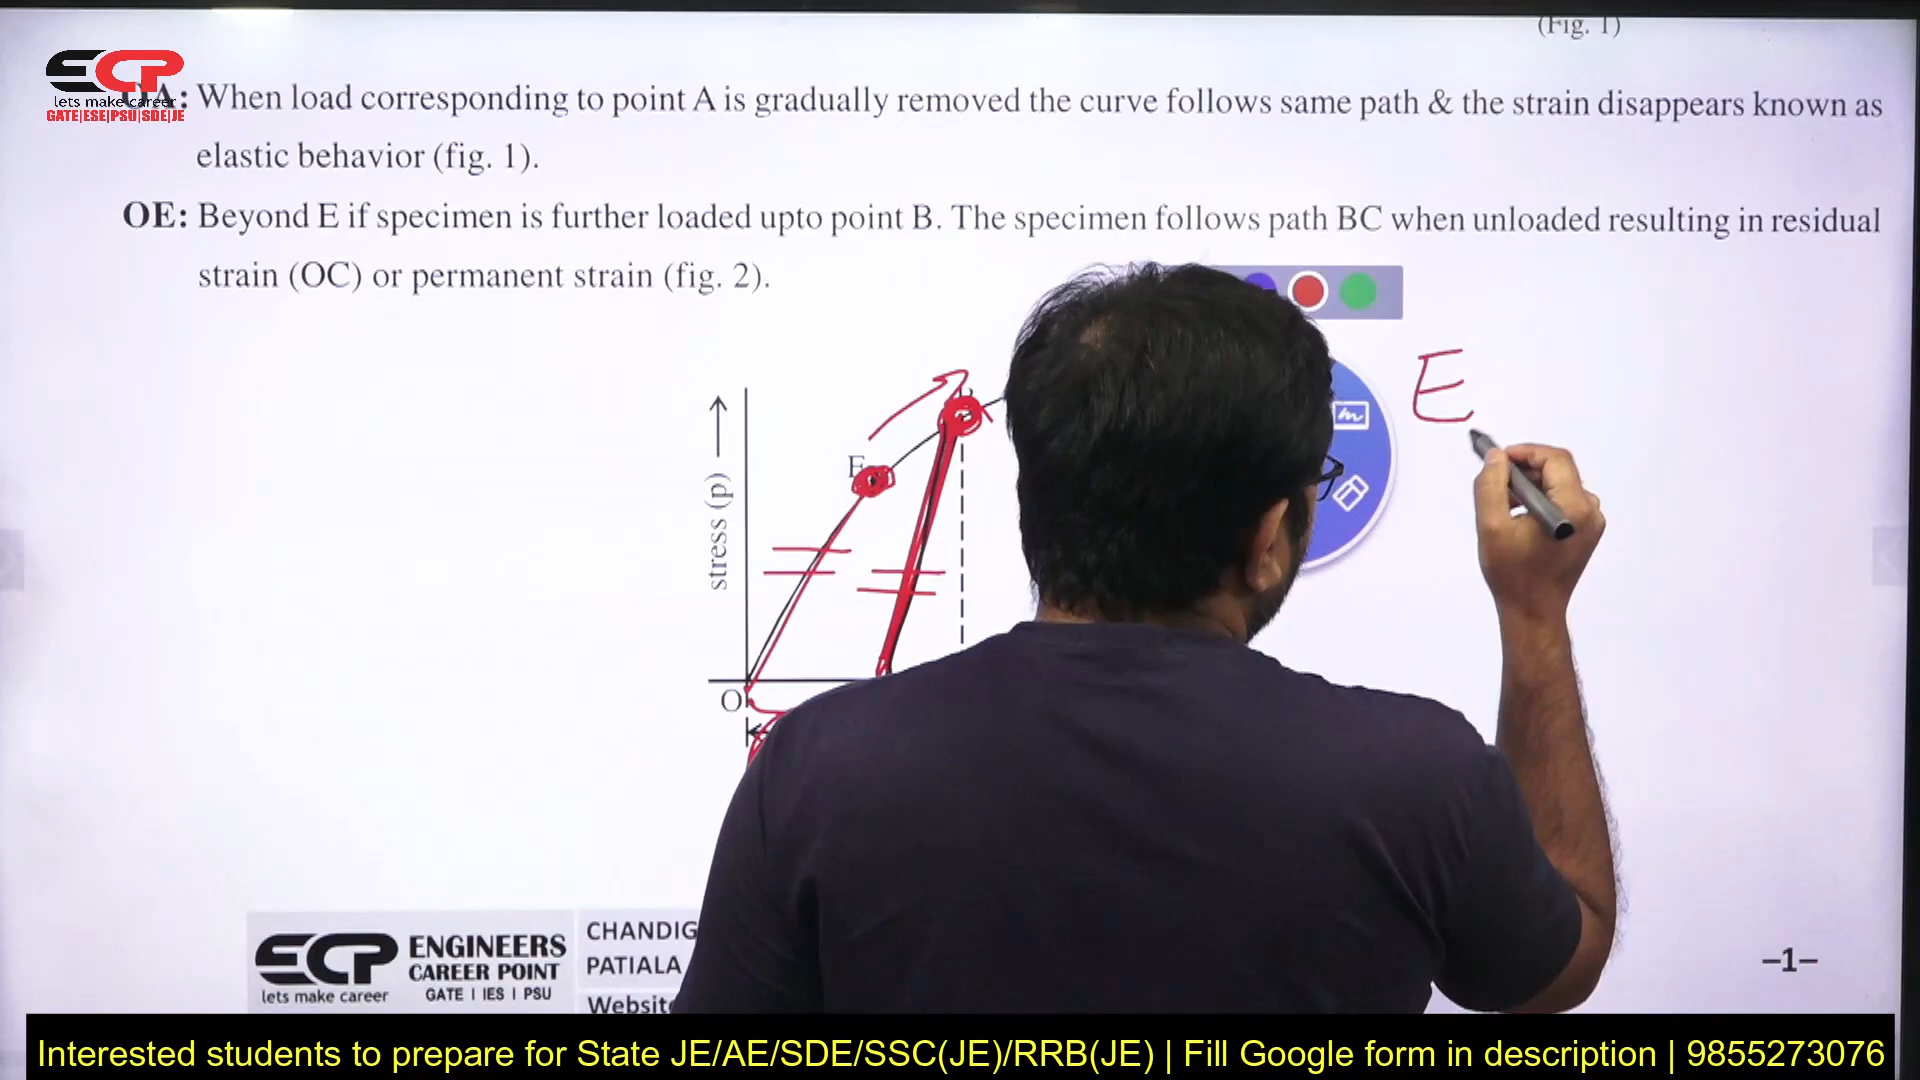 (Fig. 1)
ECP
lets make career
GATE|ESE|PSU|SDE|JE
OA: When load corresponding to point A is gradually removed the curve follows same path & the strain disappears known as
elastic behavior (fig. 1).
OE: Beyond E if specimen is further loaded upto point B. The specimen follows path BC when unloaded resulting in residual
strain (OC) or permanent strain (fig. 2).
E
E
stress (p)
O
ECP
lets make career
ENGINEERS
CAREER POINT
GATE | IES | PSU
CHANDIG
PATIALA
Website
–1–
Interested students to prepare for State JE/AE/SDE/SSC(JE)/RRB(JE) | Fill Google form in description | 9855273076